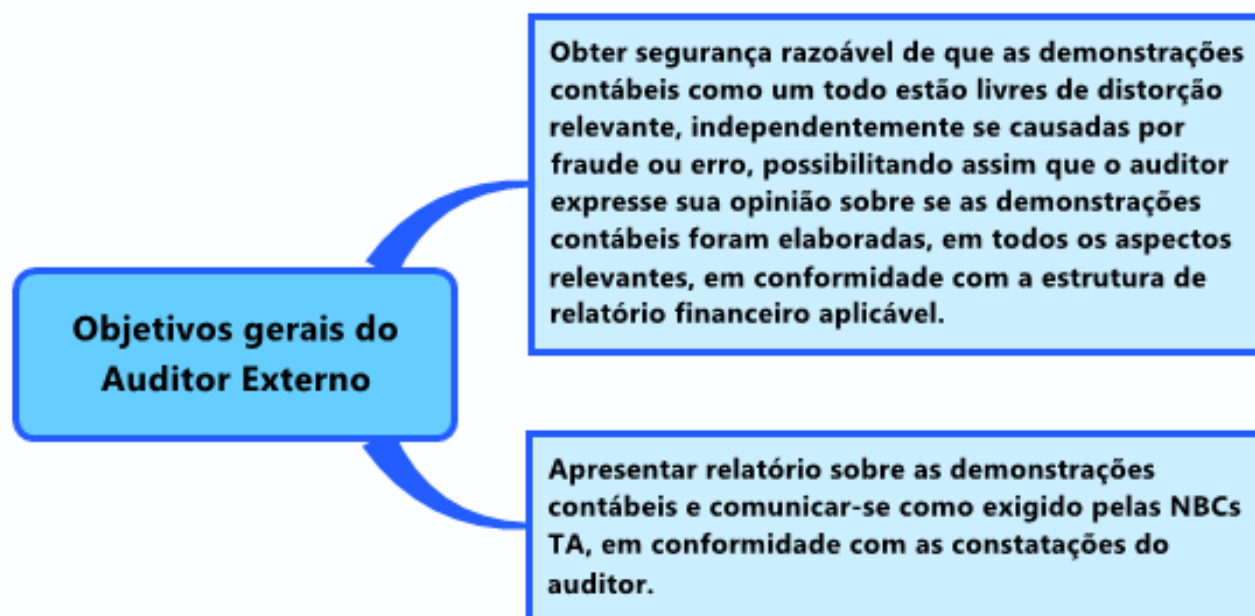 Obter segurança razoável de que as demonstrações
contábeis como um todo estão livres de distorção
relevante, independentemente se causadas por
fraude ou erro, possibilitando assim que o auditor
expresse sua opinião sobre se as demonstrações
contábeis foram elaboradas, em todos os aspectos
relevantes, em conformidade com a estrutura de
relatório financeiro aplicável.
Objetivos gerais do
Auditor Externo
Apresentar relatório sobre as demonstrações
contábeis e comunicar-se como exigido pelas NBCs
TA, em conformidade com as constatações do
auditor.